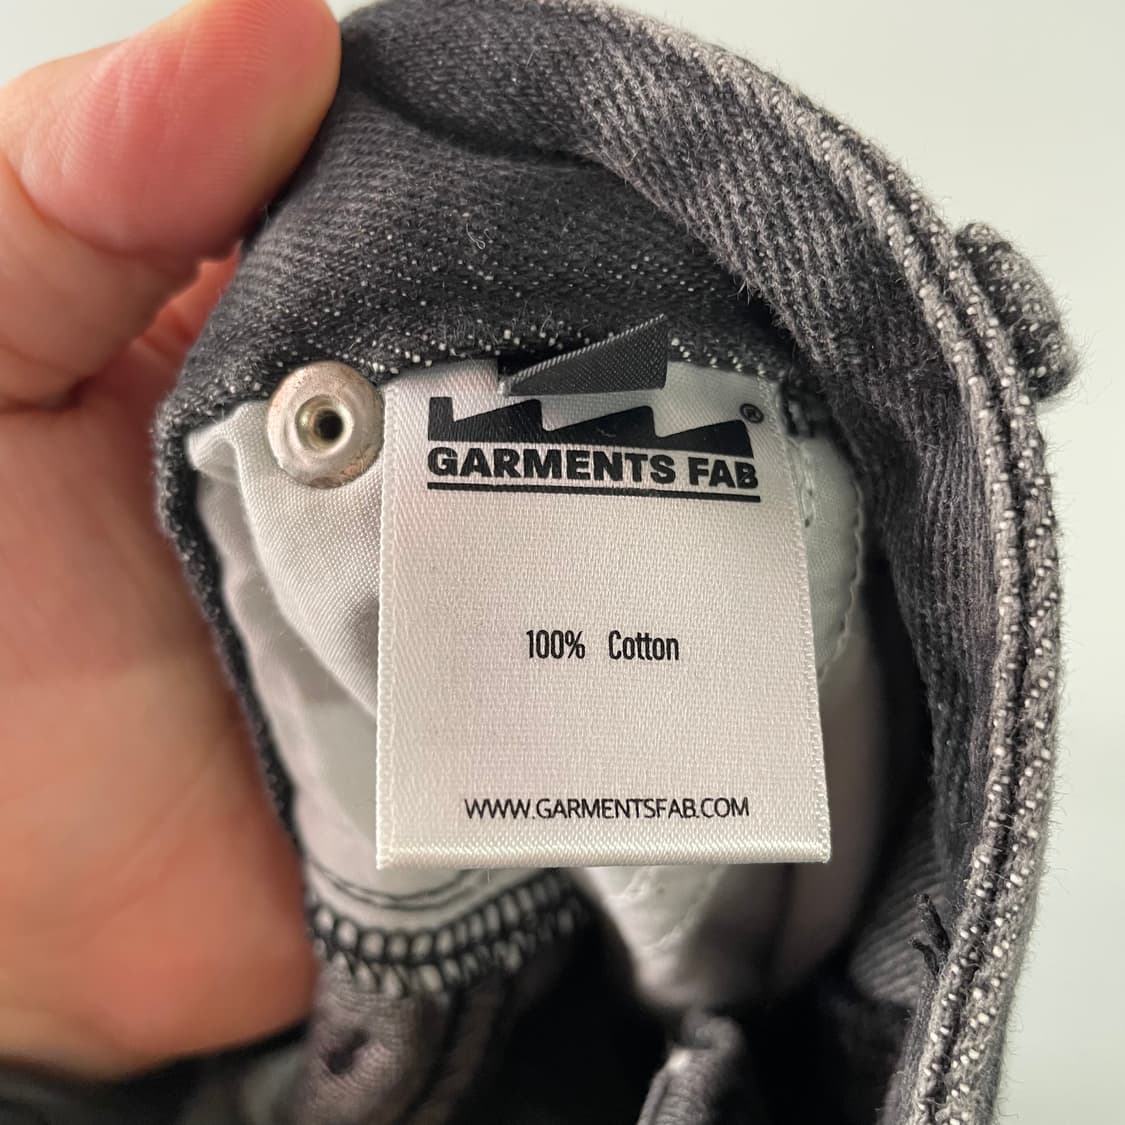 ®
GARMENTS FAB
100% Cotton
WWW.GARMENTSFAB.COM